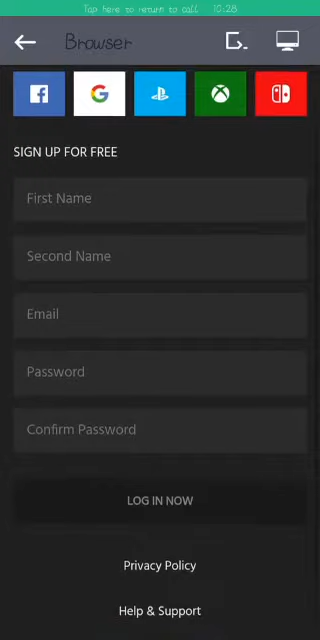 Tap here to return to call 10:28
Browser
SIGN UP FOR FREE
First Name
Second Name
Email
Password
Confirm Password
LOG IN NOW
Privacy Policy
Help & Support